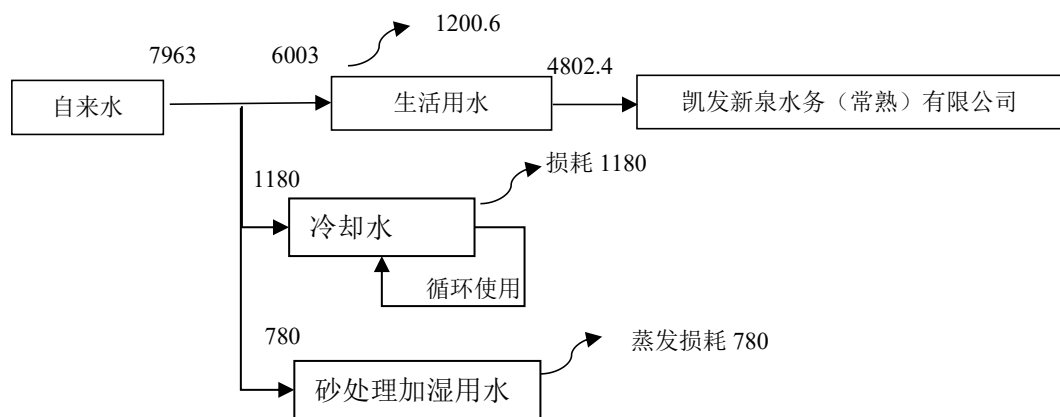 1200.6
7963
6003
4802.4
自来水
生活用水
凯发新泉水务（常熟）有限公司
损耗 1180
1180
冷却水
循环使用
780
蒸发损耗 780
砂处理加湿用水